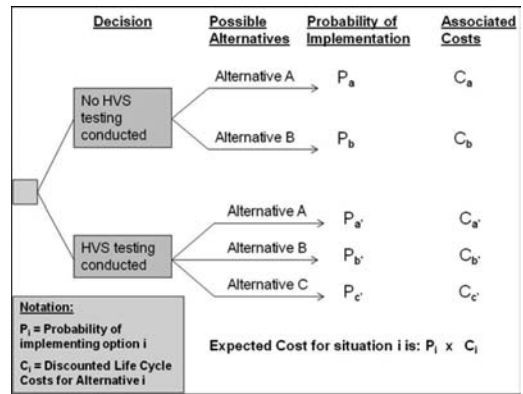 Decision Possible Probability of Associated
Alternatives Implementation Costs
Alternative A Pa Ca
No HVS
testing
conducted
Alternative B Pb Cb
Alternative A Pa' Ca'
HVS testing
conducted
Alternative B Pb' Cb'
Alternative C Pc' Cc'
Notation:
Pi = Probability of
implementing option i
Ci = Discounted Life Cycle
Costs for Alternative i
Expected Cost for situation i is: Pi x Ci